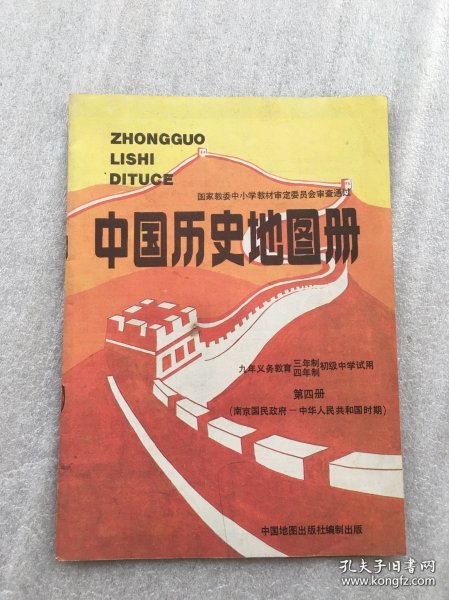 ZHONGGUO
LISHI
DITUCE
国家教委中小学教材审定委员会审查通过
中国历史地图册
九年义务教育三年制四年制初级中学试用
第四册
(南京国民政府—中华人民共和国时期)
中国地图出版社编制出版
孔夫子旧书网
www.kongfz.com